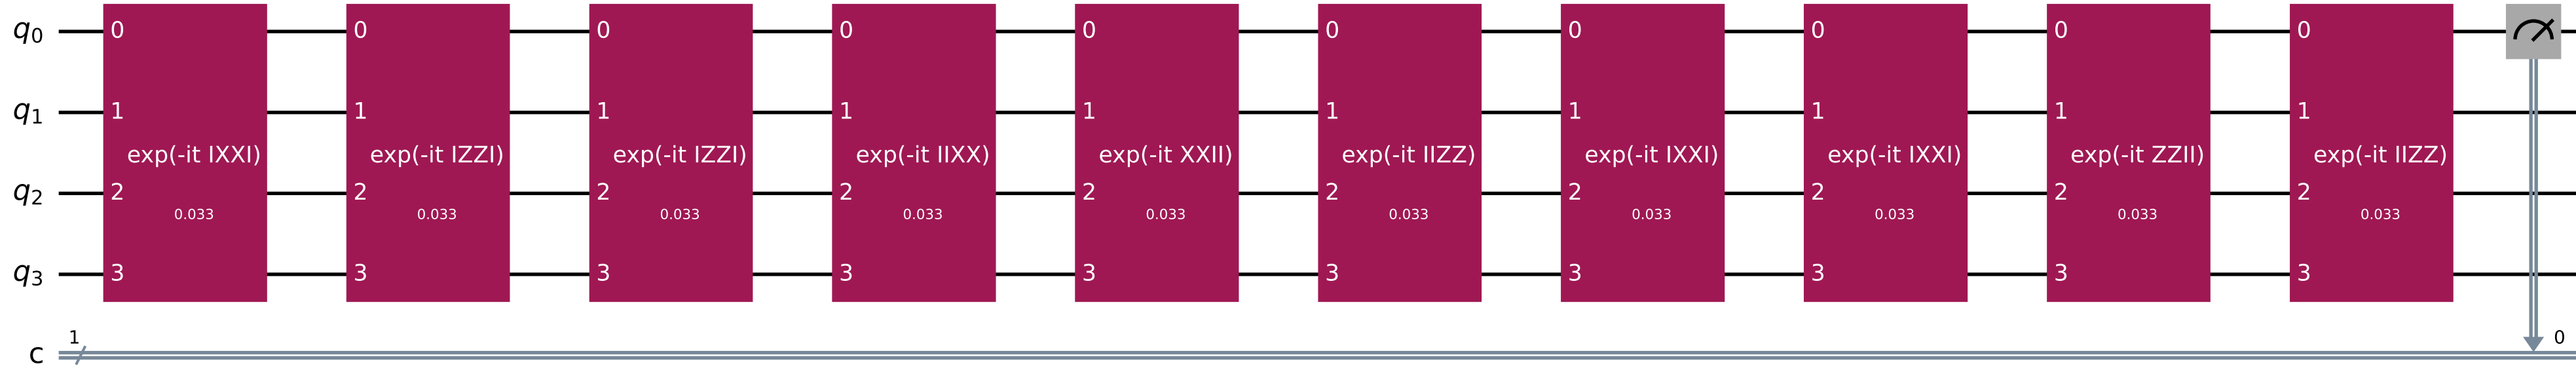 q0 0 0 0 0 0 0 0 0 0 0
q1 1 1 1 1 1 1 1 1 1 1
exp(-it IXXI) exp(-it IZZI) exp(-it IZZI) exp(-it IIXX) exp(-it XXII) exp(-it IIZZ) exp(-it IXXI) exp(-it IXXI) exp(-it ZZII) exp(-it IIZZ)
q2 2 2 2 2 2 2 2 2 2 2
0.033 0.033 0.033 0.033 0.033 0.033 0.033 0.033 0.033 0.033
q3 3 3 3 3 3 3 3 3 3 3
1 0
c